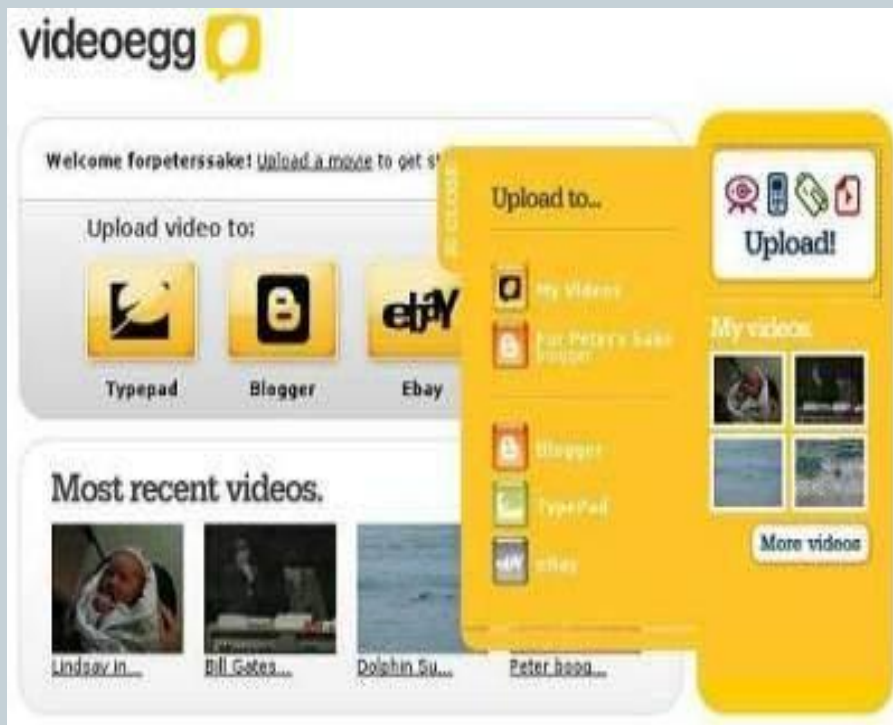 videoegg
Welcome forpeterssake! Upload a movie to get st
Upload video to:
Typepad
Blogger
ebaY
Ebay
Most recent videos.
Lindsay in...
Bill Gates...
Dolphin Su...
Peter boog...
CLOSE
Upload to...
My Videos
For Peter's Sake
blogger
Blogger
TypePad
eBay
Upload!
My videos
More videos